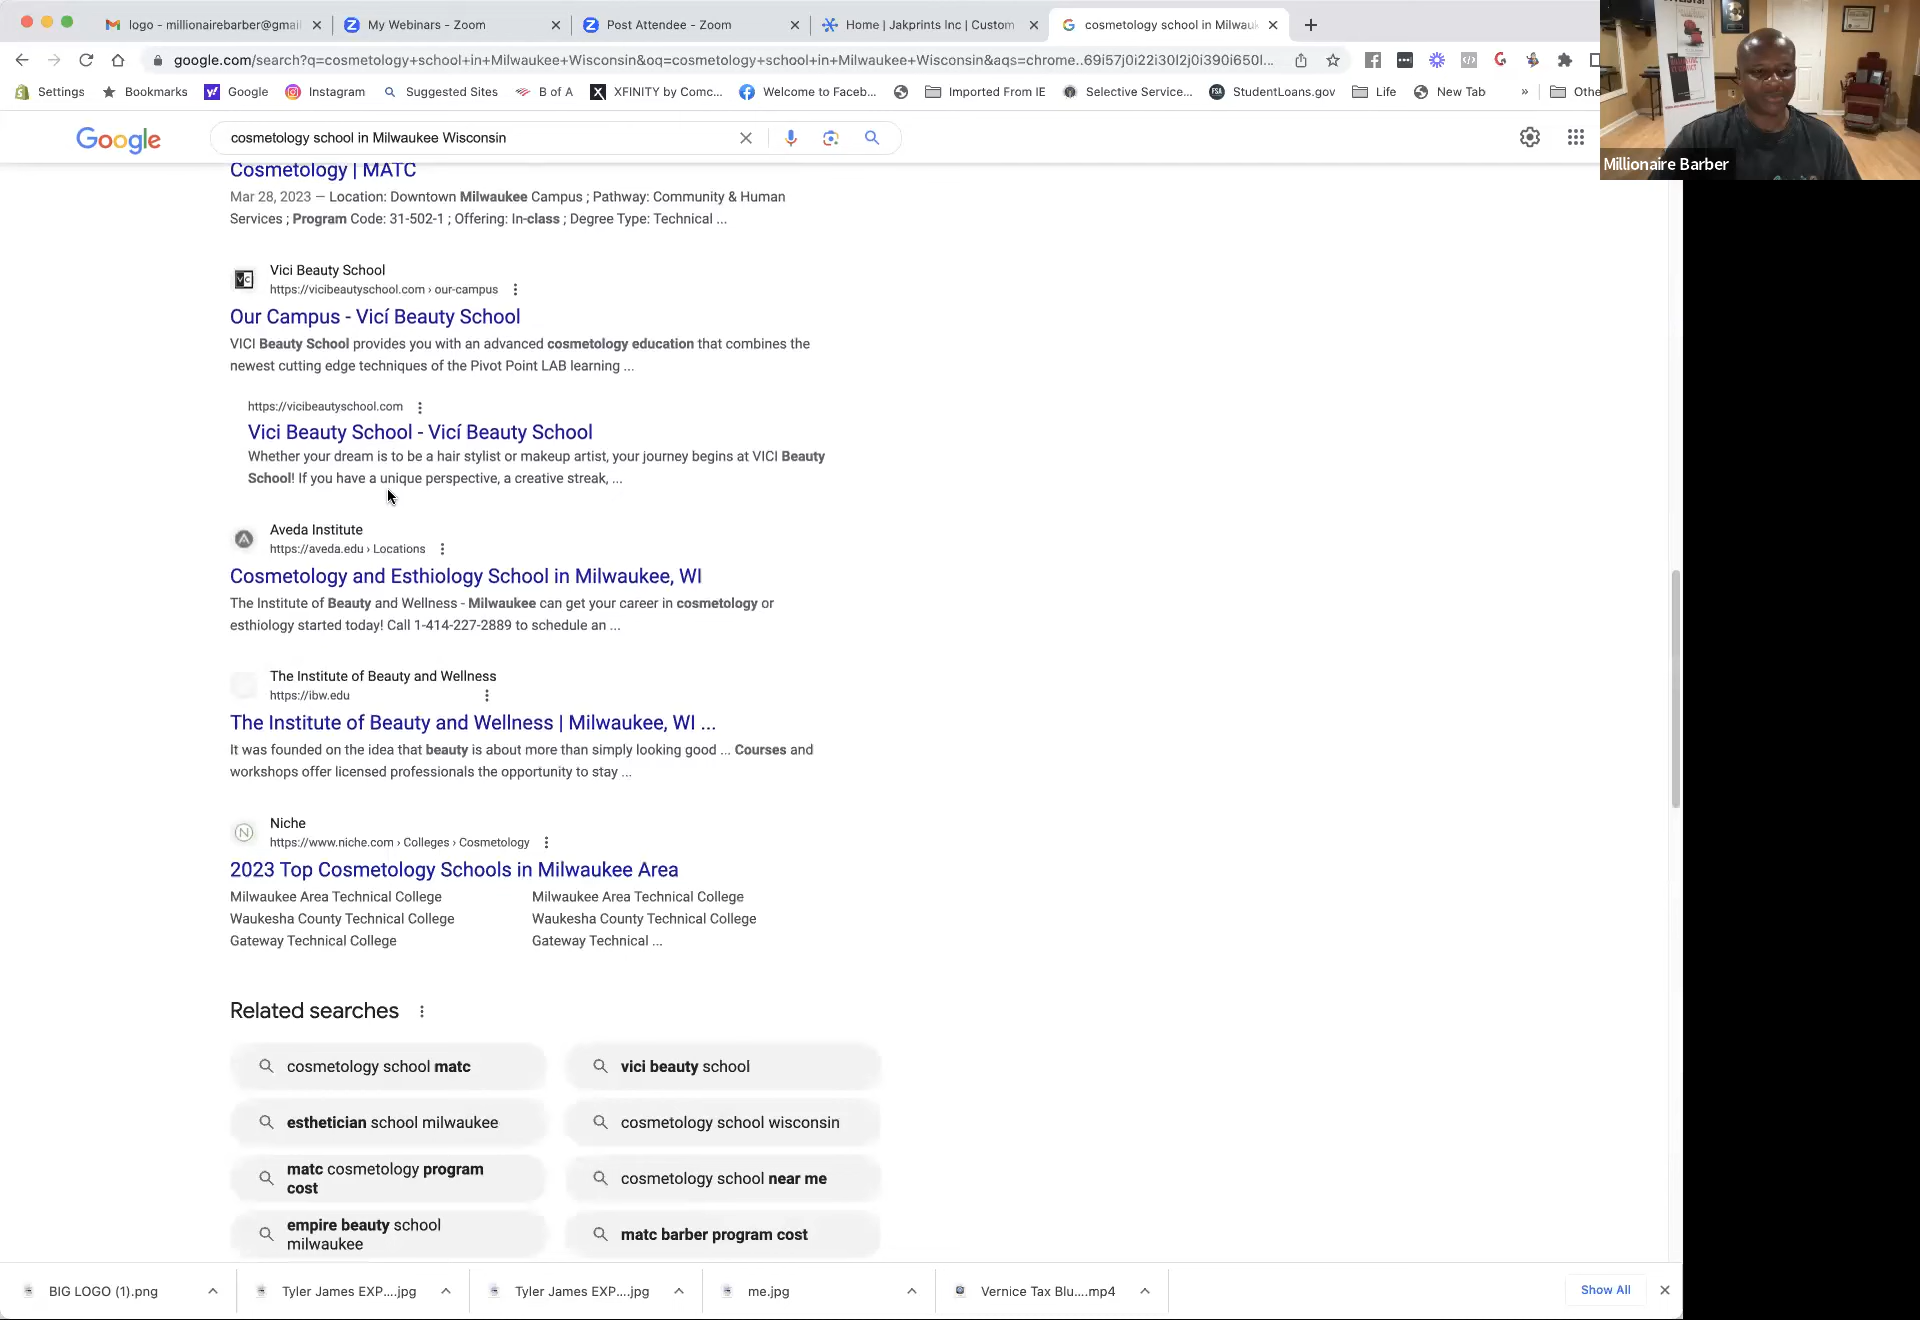 logo - millionairebarber@gmai
My Webinars - Zoom
Post Attendee - Zoom
Home | Jakprints Inc | Custom
cosmetology school in Milwauk
google.com/search?q=cosmetology+school+in+Milwaukee+Wisconsin&oq=cosmetology+school+in+Milwaukee+Wisconsin&aqs=chrome..69i57j0i22i30l2j0i390i650l...
Settings
Bookmarks
Google
Instagram
Suggested Sites
B of A
XFINITY by Comc...
Welcome to Faceb...
Imported From IE
Selective Service...
StudentLoans.gov
Life
New Tab
»
Othe
Millionaire Barber
Google
cosmetology school in Milwaukee Wisconsin
Cosmetology | MATC
Mar 28, 2023 — Location: Downtown Milwaukee Campus ; Pathway: Community & Human
Services ; Program Code: 31-502-1 ; Offering: In-class ; Degree Type: Technical ...
Vici Beauty School
https://vicibeautyschool.com › our-campus
Our Campus - Vicí Beauty School
VICI Beauty School provides you with an advanced cosmetology education that combines the
newest cutting edge techniques of the Pivot Point LAB learning ...
https://vicibeautyschool.com
Vici Beauty School - Vicí Beauty School
Whether your dream is to be a hair stylist or makeup artist, your journey begins at VICI Beauty
School! If you have a unique perspective, a creative streak, ...
Aveda Institute
https://aveda.edu › Locations
Cosmetology and Esthiology School in Milwaukee, WI
The Institute of Beauty and Wellness - Milwaukee can get your career in cosmetology or
esthiology started today! Call 1-414-227-2889 to schedule an ...
The Institute of Beauty and Wellness
https://ibw.edu
The Institute of Beauty and Wellness | Milwaukee, WI ...
It was founded on the idea that beauty is about more than simply looking good ... Courses and
workshops offer licensed professionals the opportunity to stay ...
Niche
https://www.niche.com › Colleges › Cosmetology
2023 Top Cosmetology Schools in Milwaukee Area
Milwaukee Area Technical College
Milwaukee Area Technical College
Waukesha County Technical College
Waukesha County Technical College
Gateway Technical College
Gateway Technical ...
Related searches
cosmetology school matc
vici beauty school
esthetician school milwaukee
cosmetology school wisconsin
matc cosmetology program
cost
cosmetology school near me
empire beauty school
milwaukee
matc barber program cost
BIG LOGO (1).png
Tyler James EXP....jpg
Tyler James EXP....jpg
me.jpg
Vernice Tax Blu....mp4
Show All